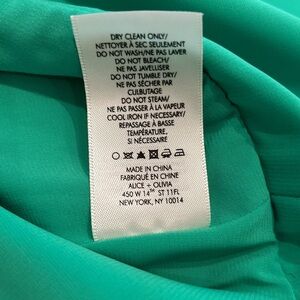 DRY CLEAN ONLY/
NETTOYER À SEC SEULEMENT
DO NOT WASH/NE PAS LAVER
DO NOT BLEACH/
NE PAS JAVELLISER
DO NOT TUMBLE DRY/
NE PAS SÉCHER PAR
CULBUTAGE
DO NOT STEAM/
NE PAS PASSER À LA VAPEUR
COOL IRON IF NECESSARY/
REPASSAGE À BASSE
TEMPÉRATURE,
SI NÉCESSAIRE
MADE IN CHINA
FABRIQUÉ EN CHINE
ALICE + OLIVIA
450 W 14TH ST 11FL
NEW YORK, NY 10014